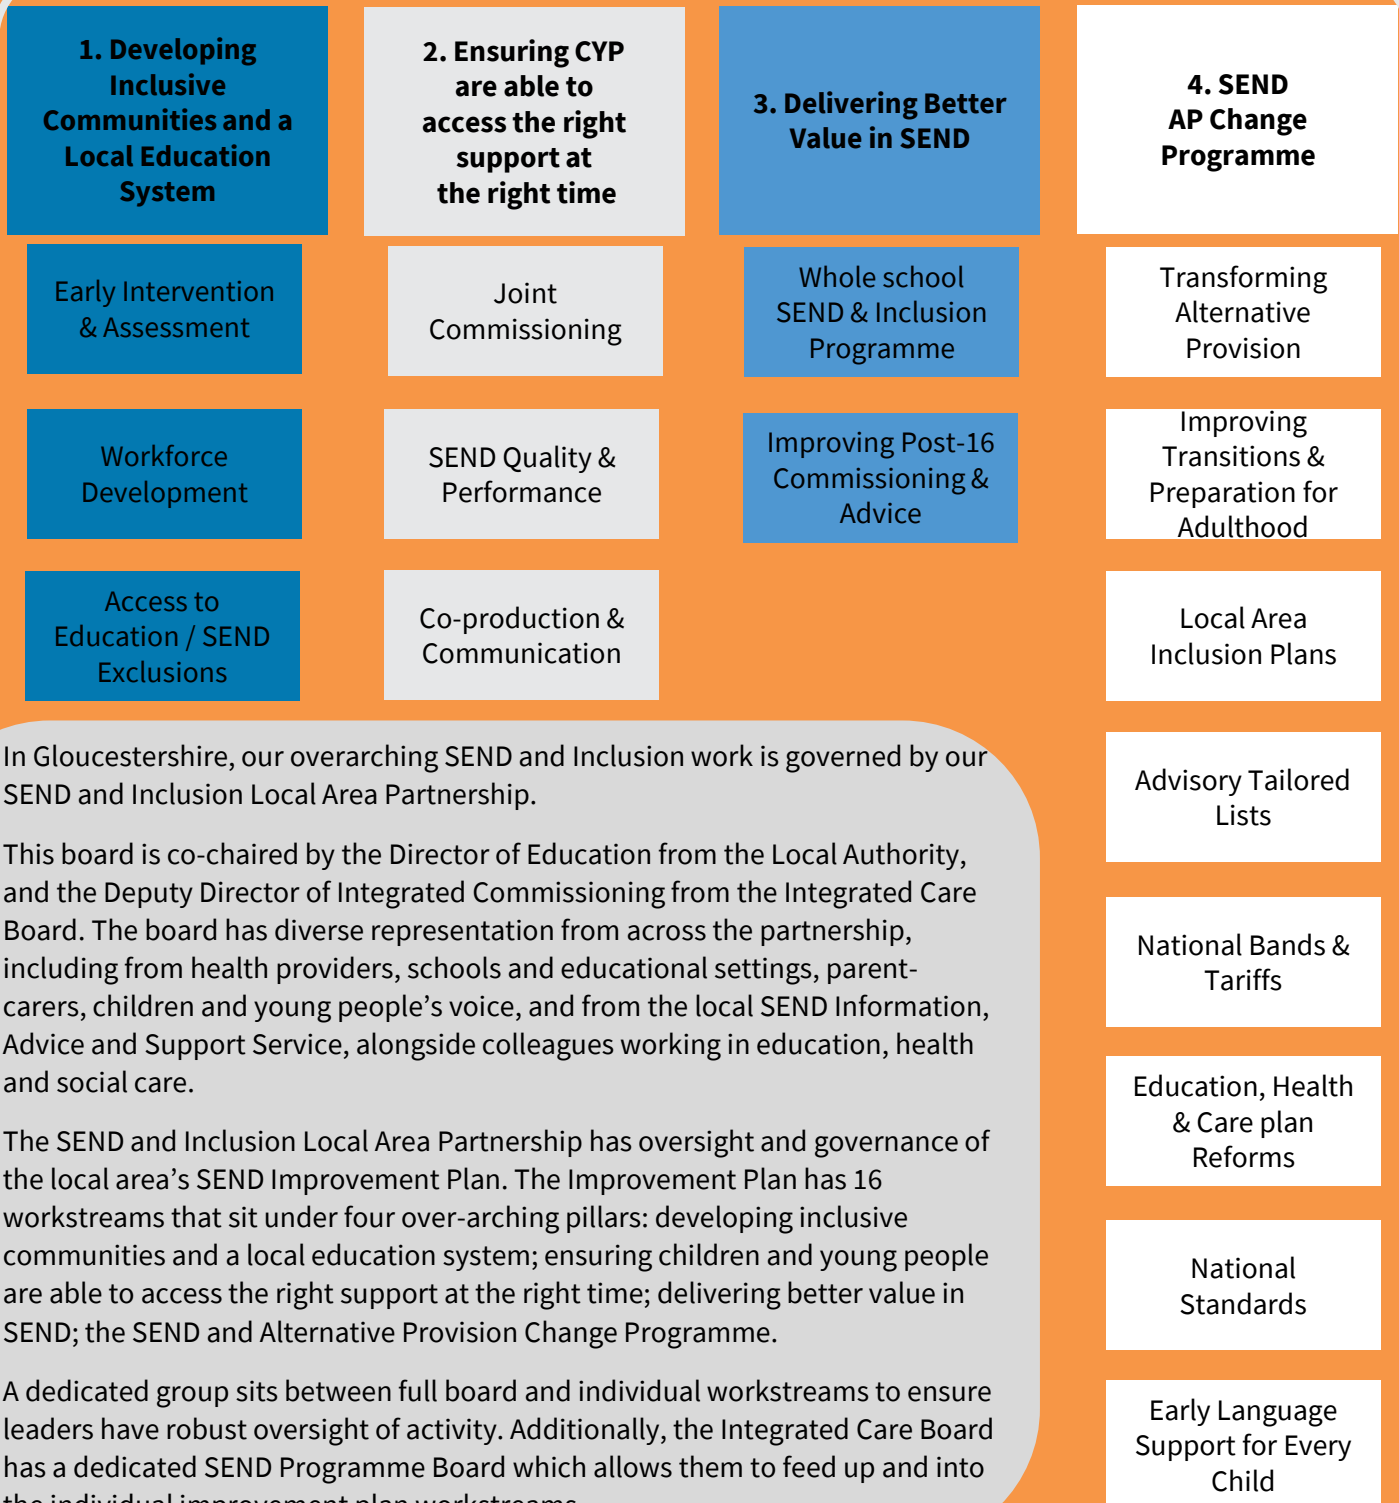 1. Developing
Inclusive
Communities and a
Local Education
System
Early Intervention
& Assessment
Workforce
Development
Access to
Education / SEND
Exclusions
2. Ensuring CYP
are able to
access the right
support at
the right time
Joint
Commissioning
SEND Quality &
Performance
Co-production &
Communication
3. Delivering Better
Value in SEND
Whole school
SEND & Inclusion
Programme
Improving Post-16
Commissioning &
Advice
4. SEND
AP Change
Programme
Transforming
Alternative
Provision
Improving
Transitions &
Preparation for
Adulthood
Local Area
Inclusion Plans
Advisory Tailored
Lists
National Bands &
Tariffs
Education, Health
& Care plan
Reforms
National
Standards
Early Language
Support for Every
Child
In Gloucestershire, our overarching SEND and Inclusion work is governed by our
SEND and Inclusion Local Area Partnership.
This board is co-chaired by the Director of Education from the Local Authority,
and the Deputy Director of Integrated Commissioning from the Integrated Care
Board. The board has diverse representation from across the partnership,
including from health providers, schools and educational settings, parent-
carers, children and young people’s voice, and from the local SEND Information,
Advice and Support Service, alongside colleagues working in education, health
and social care.
The SEND and Inclusion Local Area Partnership has oversight and governance of
the local area’s SEND Improvement Plan. The Improvement Plan has 16
workstreams that sit under four over-arching pillars: developing inclusive
communities and a local education system; ensuring children and young people
are able to access the right support at the right time; delivering better value in
SEND; the SEND and Alternative Provision Change Programme.
A dedicated group sits between full board and individual workstreams to ensure
leaders have robust oversight of activity. Additionally, the Integrated Care Board
has a dedicated SEND Programme Board which allows them to feed up and into
the individual improvement plan workstreams